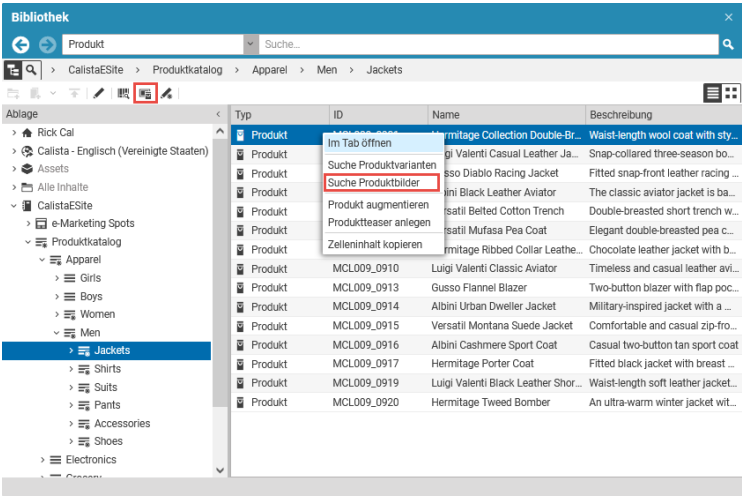 Bibliothek
Produkt Suche...
CalistaESite > Produktkatalog > Apparel > Men > Jackets
Ablage
Typ ID Name Beschreibung
Rick Cal
Calista - Englisch (Vereinigte Staaten)
Assets
Alle Inhalte
CalistaESite
e-Marketing Spots
Produktkatalog
Apparel
Girls
Boys
Women
Men
Jackets
Shirts
Suits
Pants
Accessories
Shoes
Electronics
Produkt Hermitage Collection Double-Br... Waist-length wool coat with sty...
Produkt Valenti Casual Leather Ja... Snap-collared three-season bo...
Produkt Diablo Racing Jacket Fitted snap-front leather racing ...
Produkt Black Leather Aviator The classic aviator jacket is ba...
Produkt Belted Cotton Trench Double-breasted short trench w...
Produkt Mufasa Pea Coat Elegant double-breasted pea c...
Produkt Ribbed Collar Leathe... Chocolate leather jacket with b...
Produkt MCL009_0910 Luigi Valenti Classic Aviator Timeless and casual leather avi...
Produkt MCL009_0913 Gusso Flannel Blazer Two-button blazer with flap poc...
Produkt MCL009_0914 Albini Urban Dweller Jacket Military-inspired jacket with a ...
Produkt MCL009_0915 Versatil Montana Suede Jacket Comfortable and casual zip-fro...
Produkt MCL009_0916 Albini Cashmere Sport Coat Casual two-button tan sport coat
Produkt MCL009_0917 Hermitage Porter Coat Fitted black jacket with breast ...
Produkt MCL009_0919 Luigi Valenti Black Leather Shor... Waist-length soft leather jacket...
Produkt MCL009_0920 Hermitage Tweed Bomber An ultra-warm winter jacket wit...
Im Tab öffnen
Suche Produktvarianten
Suche Produktbilder
Produkt augmentieren
Produktteaser anlegen
Zelleninhalt kopieren